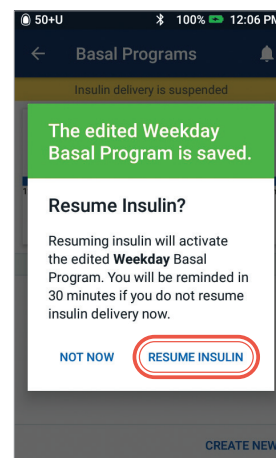 50+U 100% 12:06 PM
Basal Programs
Insulin delivery is suspended
The edited Weekday
Basal Program is saved.
Resume Insulin?
Resuming insulin will activate
the edited Weekday Basal
Program. You will be reminded in
30 minutes if you do not resume
insulin delivery now.
NOT NOW RESUME INSULIN
CREATE NEW